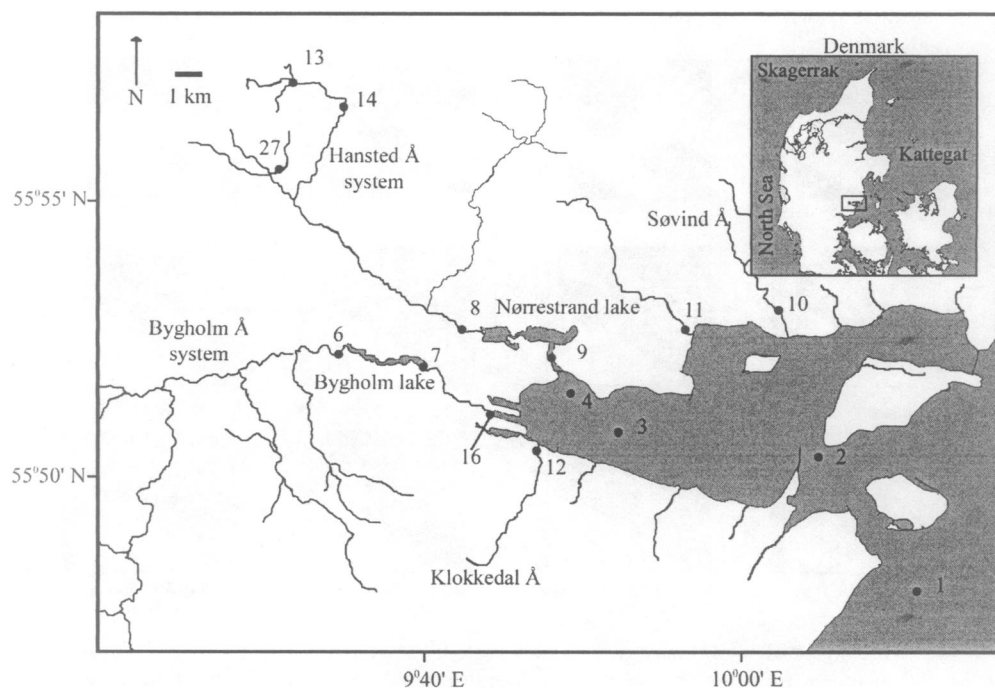 Denmark
Skagerrak
Kattegat
North Sea
N
1 km
13
14
27
Hansted Å
system
55°55' N
Søvind Å
10
11
8
Nørrestrand lake
9
Bygholm Å
system
6
7
Bygholm lake
4
3
2
16
12
55°50' N
Klokkedal Å
1
9°40' E
10°00' E